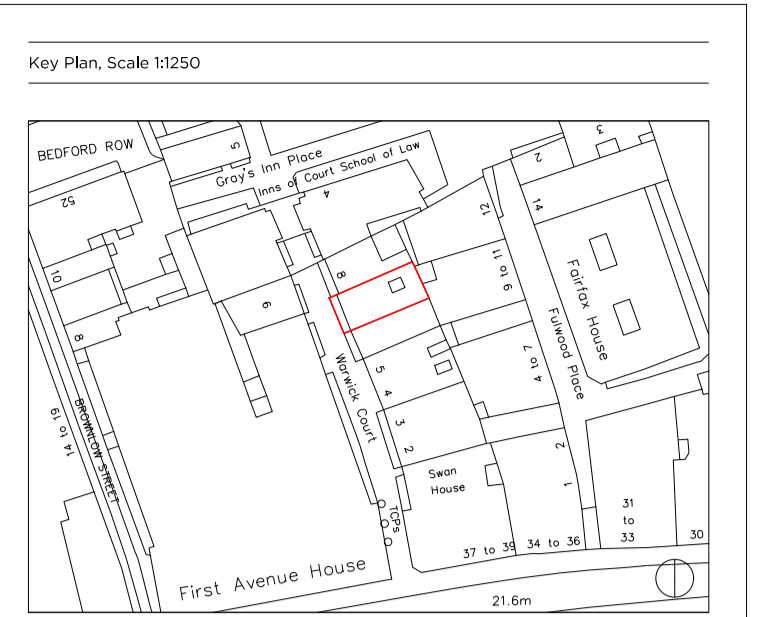 Key Plan, Scale 1:1250
BEDFORD ROW
5
Gray's Inn Place
Inns of Court School of Law
3
2
52
4
12
14
10
8
9 to 11
Fairfax House
6
8
Fulwood Place
Warwick Court
5
4
4 to 7
14 to 19
BROWNLOW STREET
3
2
2
Swan
House
1
TCPs
31
to
33
30
37 to 39
34 to 36
First Avenue House
21.6m